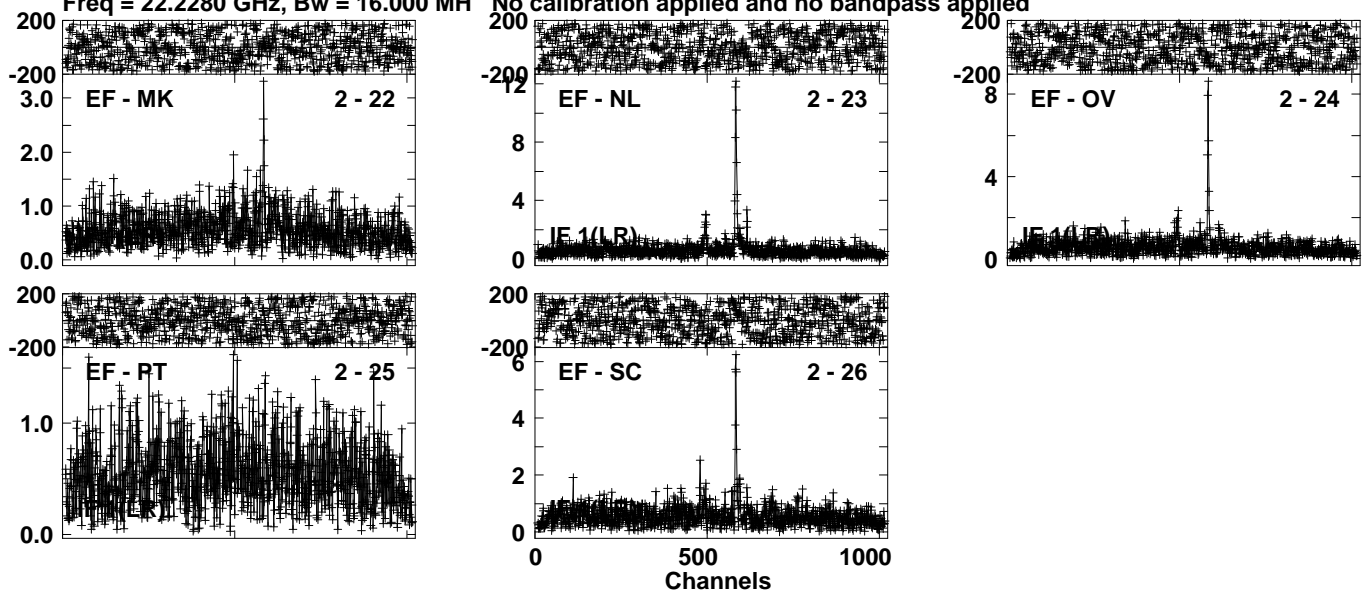 Freq = 22.2280 GHz, Bw = 16.000 MH No calibration applied and no bandpass applied
200
-200
3.0
2.0
1.0
0.0
EF - MK 2 - 22
200
-200
12
8
4
0
EF - NL 2 - 23
IF 1(LR)
200
-200
8
4
0
EF - OV 2 - 24
IF 1(LR)
200
-200
1.0
0.0
EF - PT 2 - 25
200
-200
6
4
2
0
EF - SC 2 - 26
0 500 1000
Channels